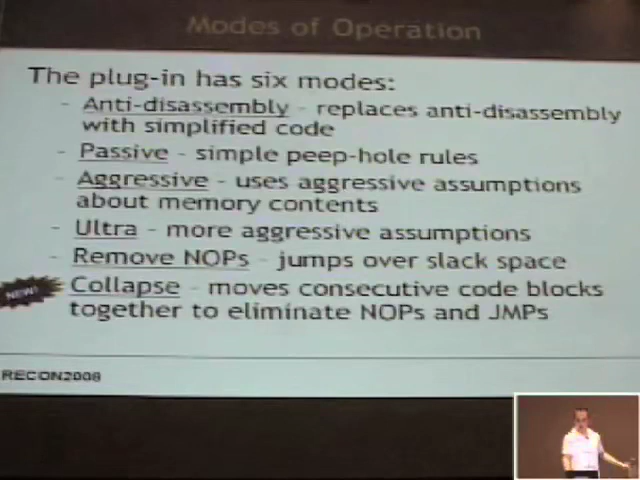 Modes of Operation
The plug-in has six modes:
- Anti-disassembly - replaces anti-disassembly
with simplified code
- Passive - simple peep-hole rules
- Aggressive - uses aggressive assumptions
about memory contents
- Ultra - more aggressive assumptions
- Remove NOPs - jumps over slack space
NEW!
Collapse - moves consecutive code blocks
together to eliminate NOPs and JMPs
RECON2008